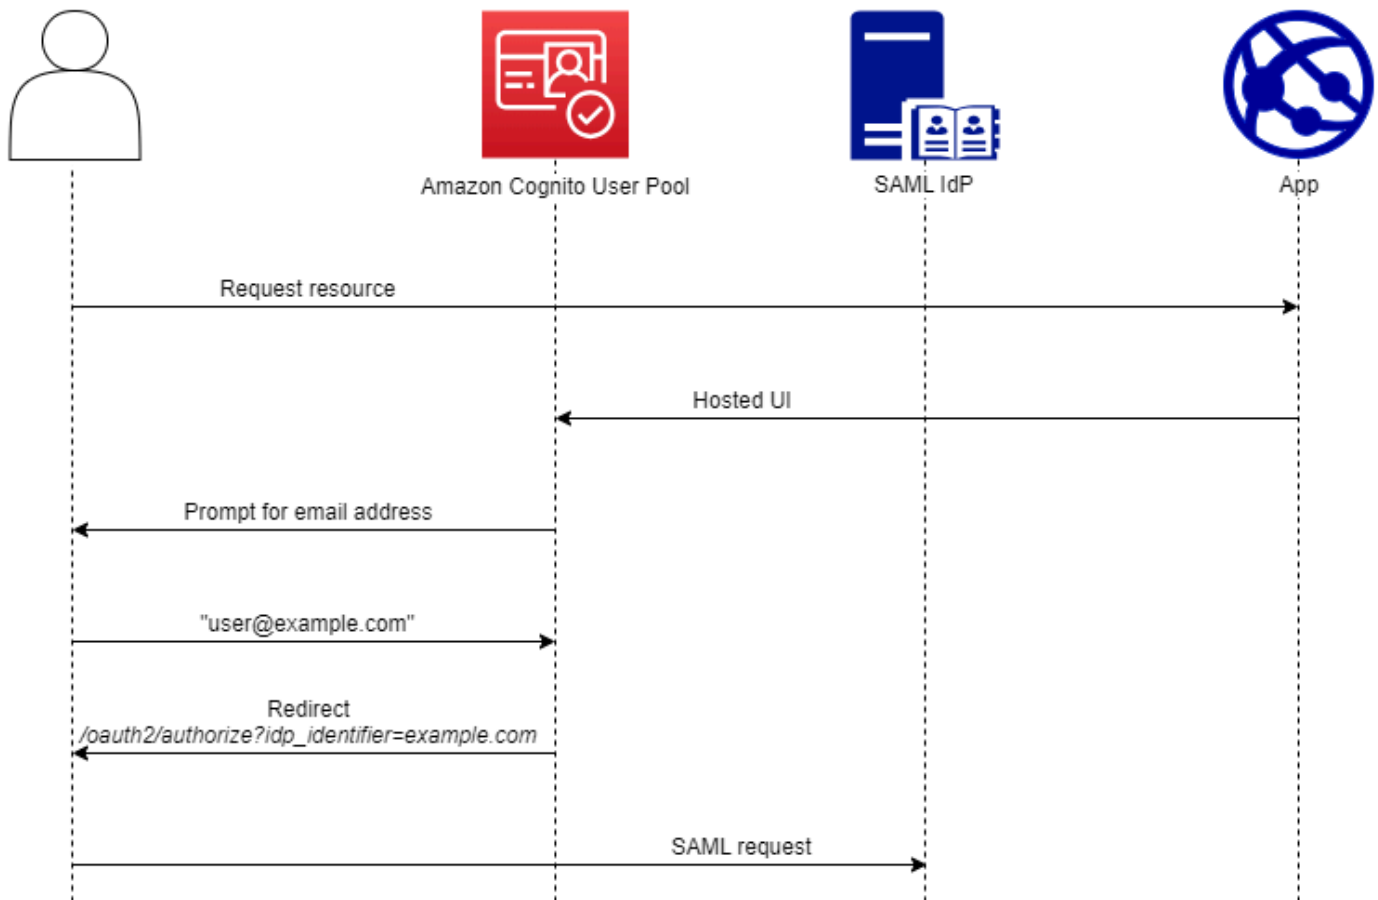 Amazon Cognito User Pool
SAML IdP
App
Request resource
Hosted UI
Prompt for email address
"user@example.com"
Redirect
/oauth2/authorize?idp_identifier=example.com
SAML request